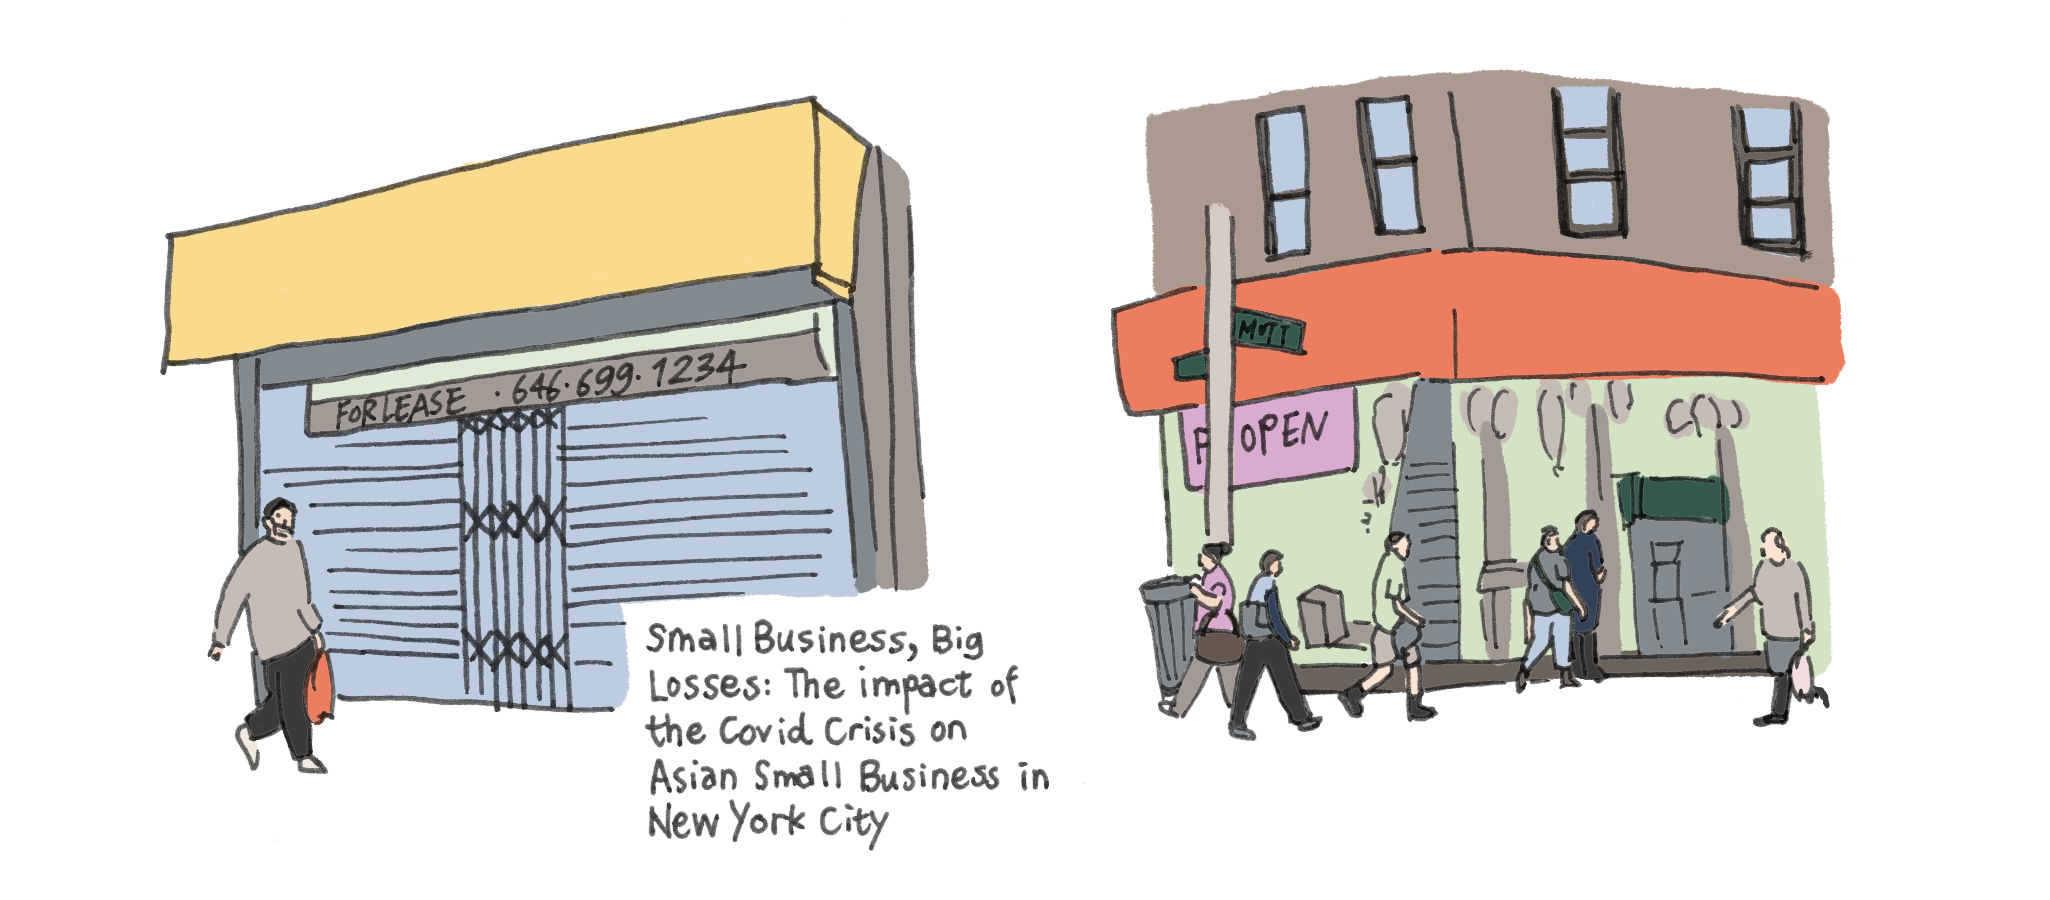 FOR LEASE · 646·699·1234
Small Business, Big
Losses: The impact of
the Covid Crisis on
Asian Small Business in
New York City
MOTT
OPEN